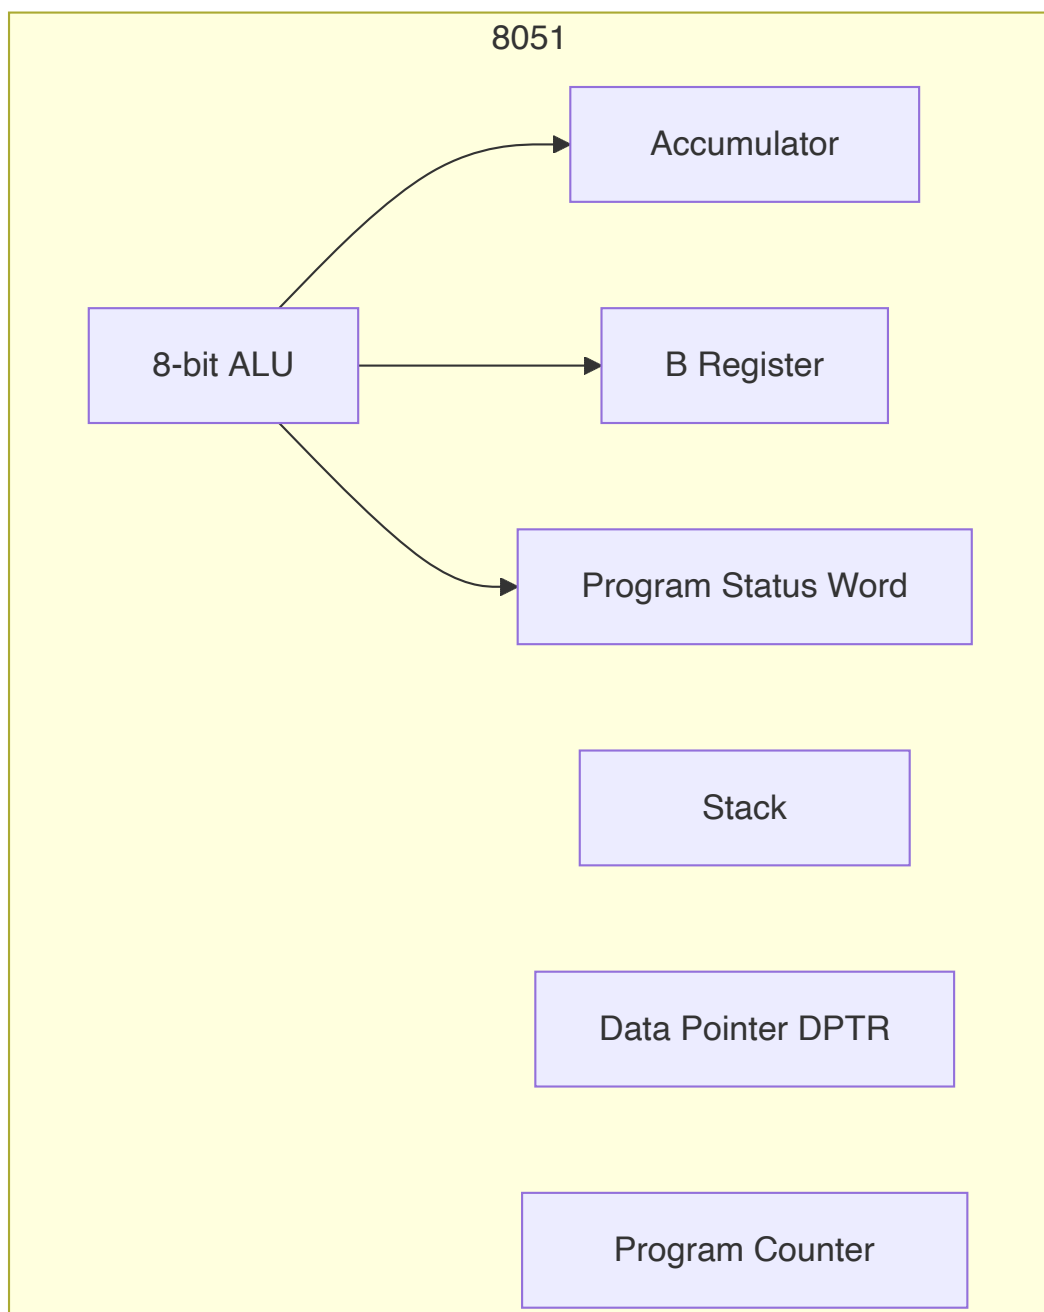 8051
Accumulator
8-bit ALU
B Register
Program Status Word
Stack
Data Pointer DPTR
Program Counter